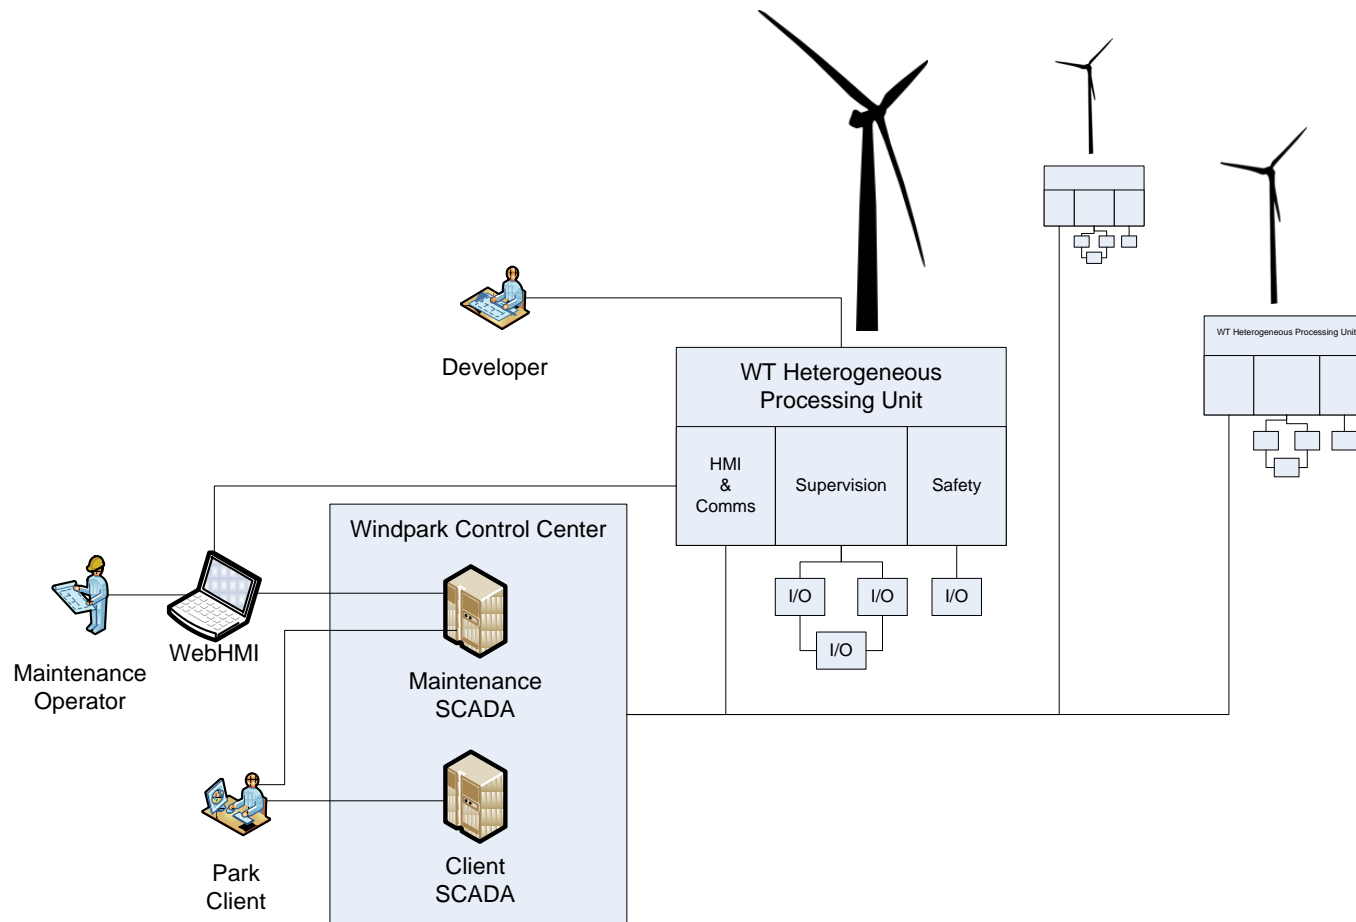 WT Heterogeneous Processing Unit
Developer
WT Heterogeneous
Processing Unit
HMI
&
Comms
Supervision
Safety
Windpark Control Center
I/O
I/O
I/O
I/O
WebHMI
Maintenance
Operator
Maintenance
SCADA
Park
Client
Client
SCADA